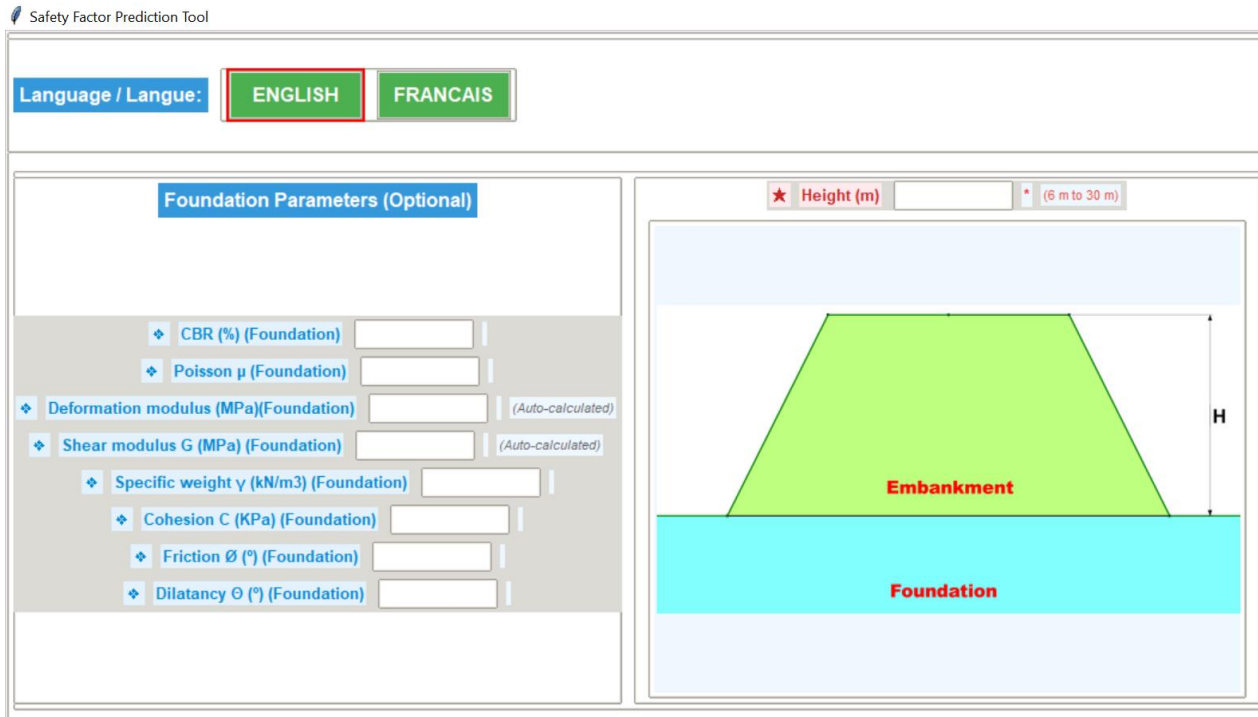 Safety Factor Prediction Tool
Language / Langue: ENGLISH FRANCAIS
Foundation Parameters (Optional)
❖ CBR (%) (Foundation)
❖ Poisson µ (Foundation)
❖ Deformation modulus (MPa)(Foundation) (Auto-calculated)
❖ Shear modulus G (MPa) (Foundation) (Auto-calculated)
❖ Specific weight γ (kN/m3) (Foundation)
❖ Cohesion C (KPa) (Foundation)
❖ Friction Ø (º) (Foundation)
❖ Dilatancy Θ (º) (Foundation)
★ Height (m) * (6 m to 30 m)
H
Embankment
Foundation